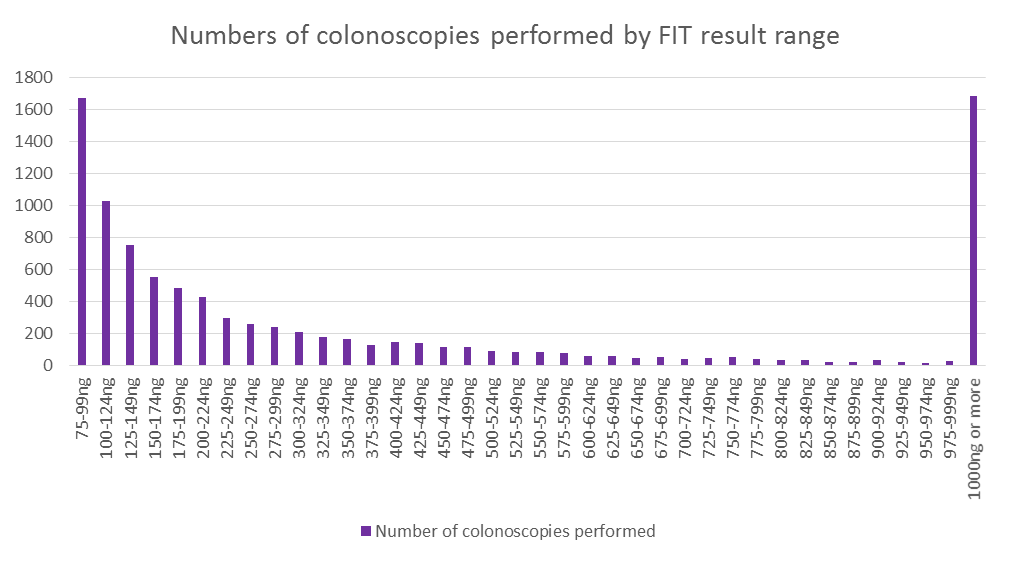 Numbers of colonoscopies performed by FIT result range
1800
1600
1400
1200
1000
800
600
400
200
0
75-99ng
100-124ng
125-149ng
150-174ng
175-199ng
200-224ng
225-249ng
250-274ng
275-299ng
300-324ng
325-349ng
350-374ng
375-399ng
400-424ng
425-449ng
450-474ng
475-499ng
500-524ng
525-549ng
550-574ng
575-599ng
600-624ng
625-649ng
650-674ng
675-699ng
700-724ng
725-749ng
750-774ng
775-799ng
800-824ng
825-849ng
850-874ng
875-899ng
900-924ng
925-949ng
950-974ng
975-999ng
1000ng or more
Number of colonoscopies performed